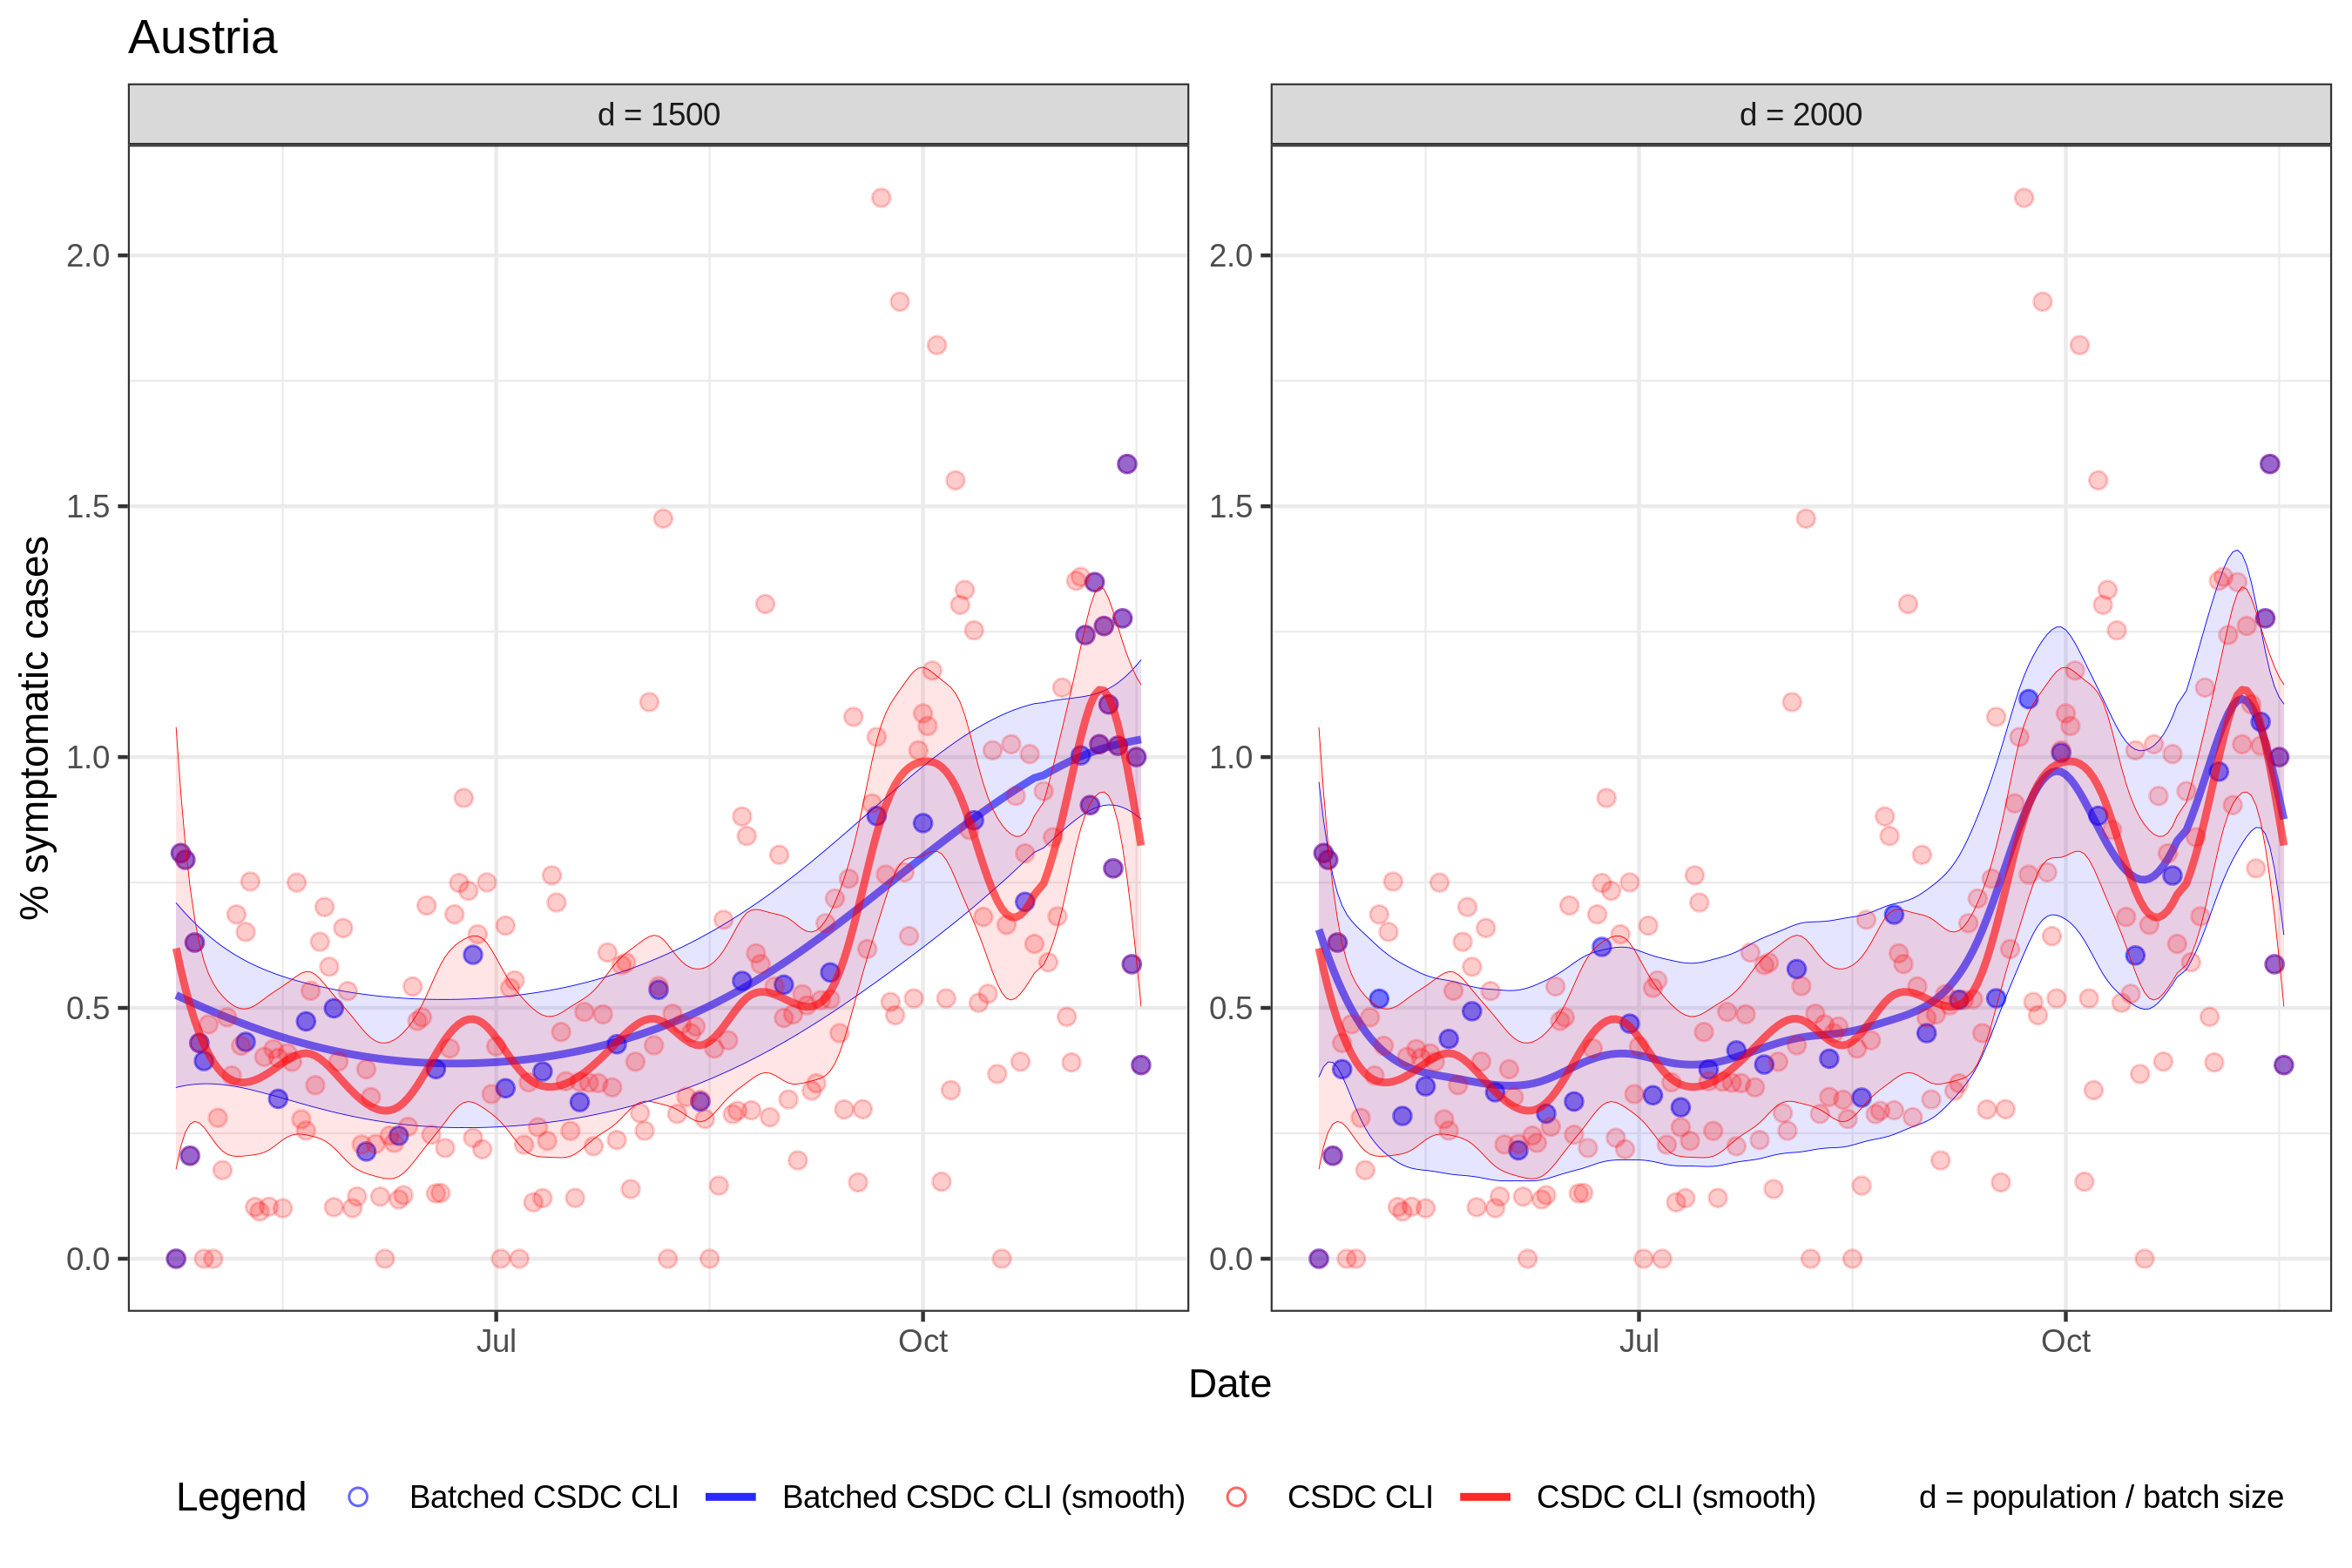 Austria
d = 1500
d = 2000
% symptomatic cases
2.0
1.5
1.0
0.5
0.0
2.0
1.5
1.0
0.5
0.0
Jul
Oct
Jul
Oct
Date
Legend
Batched CSDC CLI
Batched CSDC CLI (smooth)
CSDC CLI
CSDC CLI (smooth)
d = population / batch size